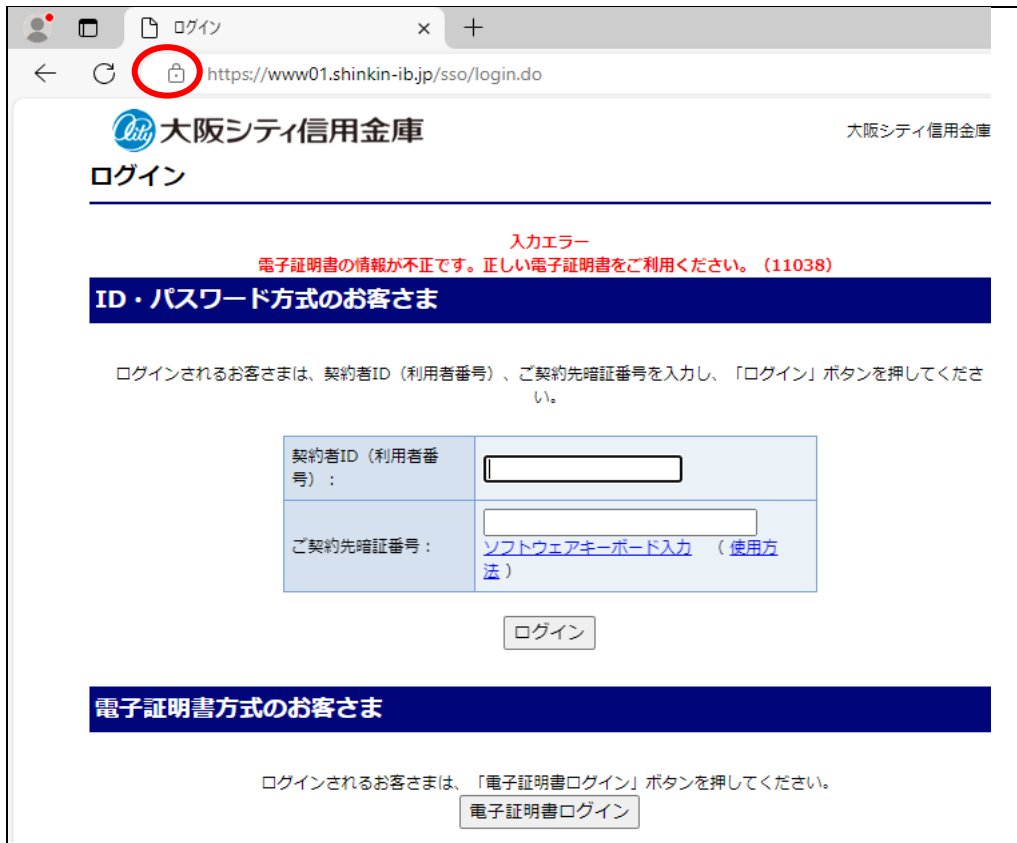 ログイン
https://www01.shinkin-ib.jp/sso/login.do
City 大阪シティ信用金庫
大阪シティ信用金庫
ログイン
入力エラー
電子証明書の情報が不正です。正しい電子証明書をご利用ください。（11038）
ID・パスワード方式のお客さま
ログインされるお客さまは、契約者ID（利用者番号）、ご契約先暗証番号を入力し、「ログイン」ボタンを押してくださ
い。
契約者ID（利用者番
号）：
ご契約先暗証番号：
ソフトウェアキーボード入力 （ 使用方
法 ）
ログイン
電子証明書方式のお客さま
ログインされるお客さまは、「電子証明書ログイン」ボタンを押してください。
電子証明書ログイン